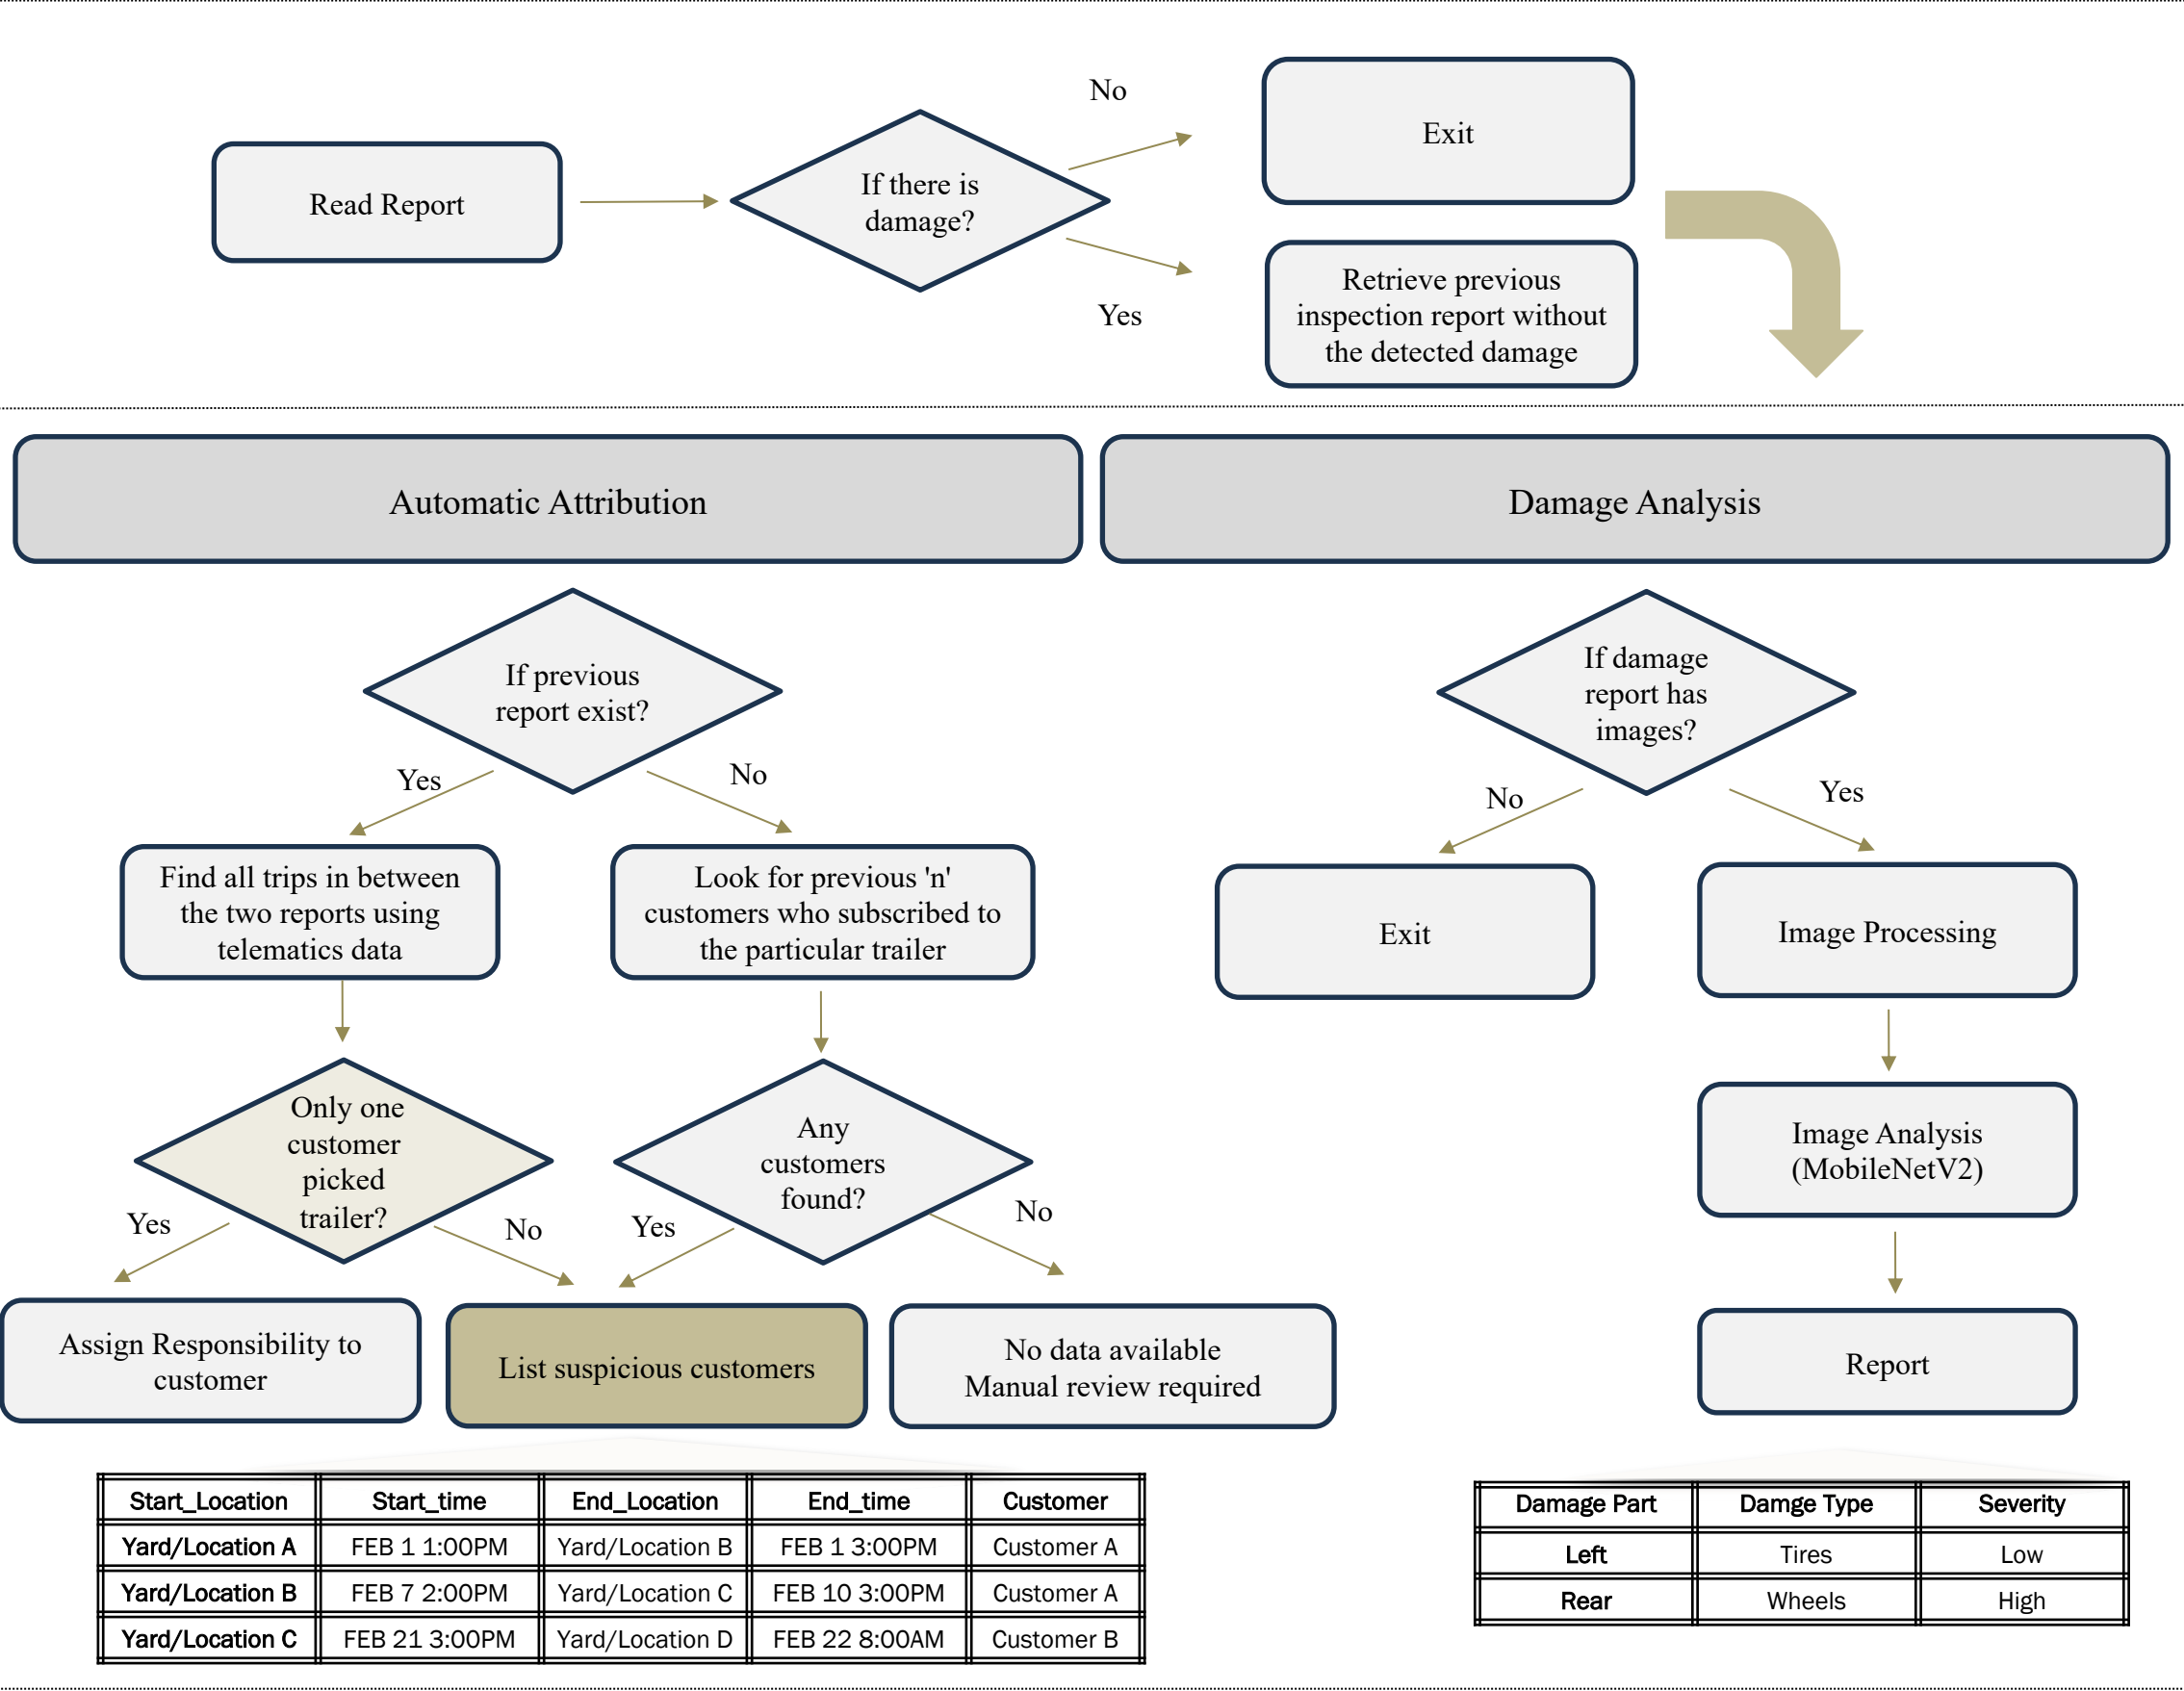 No
Exit
Read Report
If there is
damage?
Yes
Retrieve previous
inspection report without
the detected damage
Automatic Attribution
Damage Analysis
If previous
report exist?
Yes
No
Find all trips in between
the two reports using
telematics data
Look for previous 'n'
customers who subscribed to
the particular trailer
Only one
customer
picked
trailer?
Any
customers
found?
Yes
No
Yes
No
Assign Responsibility to
customer
List suspicious customers
No data available
Manual review required
Start_Location Start_time End_Location End_time Customer
Yard/Location A FEB 1 1:00PM Yard/Location B FEB 1 3:00PM Customer A
Yard/Location B FEB 7 2:00PM Yard/Location C FEB 10 3:00PM Customer A
Yard/Location C FEB 21 3:00PM Yard/Location D FEB 22 8:00AM Customer B
If damage
report has
images?
No
Yes
Exit
Image Processing
Image Analysis
(MobileNetV2)
Report
Damage Part Damge Type Severity
Left Tires Low
Rear Wheels High